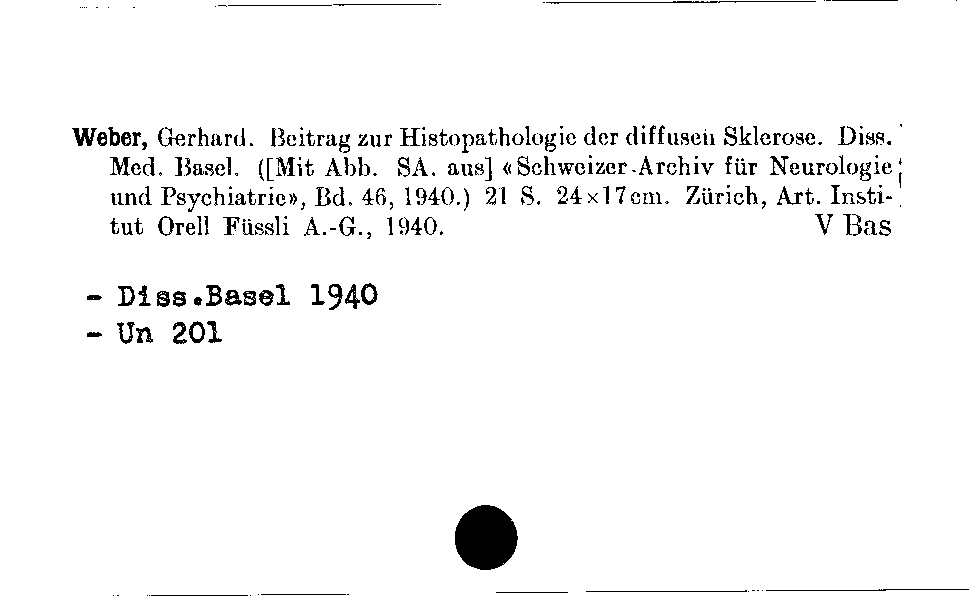 Weber, Gerhard. Beitrag zur Histopathologie der diffusen Sklerose. Diss.
Med. Basel. ([Mit Abb. SA. aus] «Schweizer Archiv für Neurologie
und Psychiatrie», Bd. 46, 1940.) 21 S. 24×17cm. Zürich, Art. Insti-
tut Orell Füssli A.-G., 1940. V Bas
- Diss.Basel 1940
- Un 201